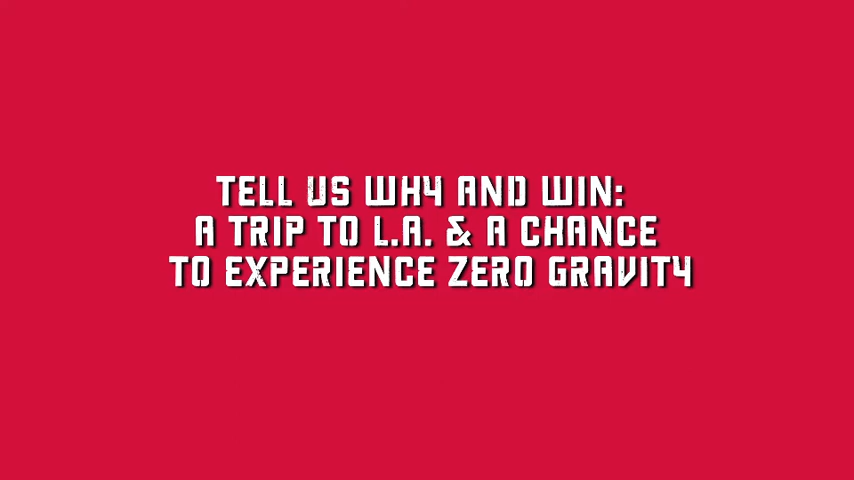 TELL US WHY AND WIN:
A TRIP TO L.A. & A CHANCE
TO EXPERIENCE ZERO GRAVITY